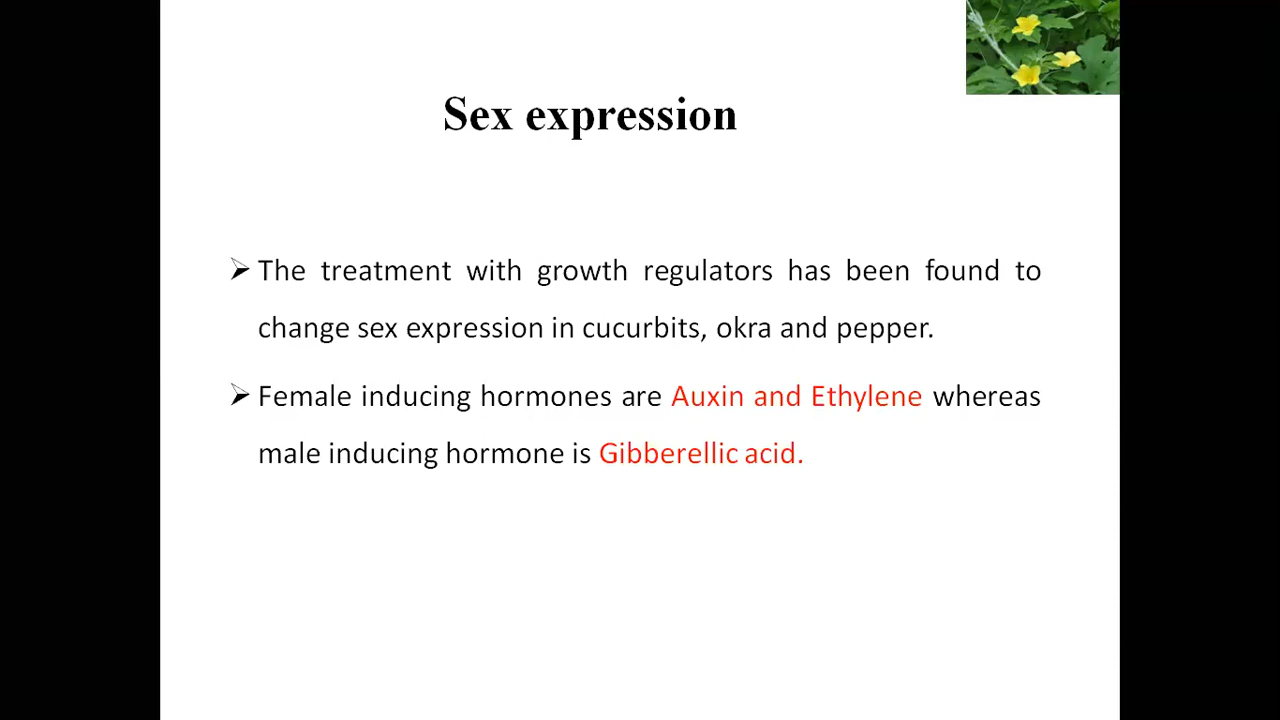 Sex expression
➢ The treatment with growth regulators has been found to
change sex expression in cucurbits, okra and pepper.
➢ Female inducing hormones are Auxin and Ethylene whereas
male inducing hormone is Gibberellic acid.